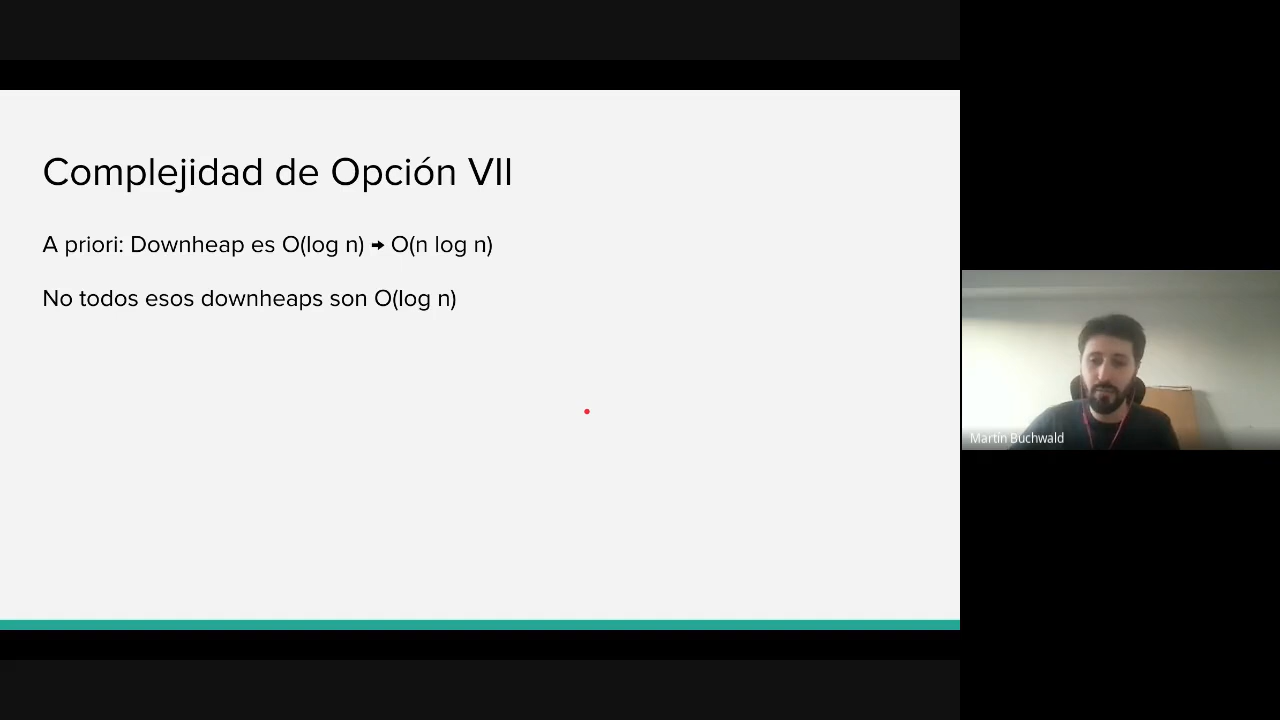 Complejidad de Opción VII
A priori: Downheap es O(log n) → O(n log n)
No todos esos downheaps son O(log n)
Martín Buchwald